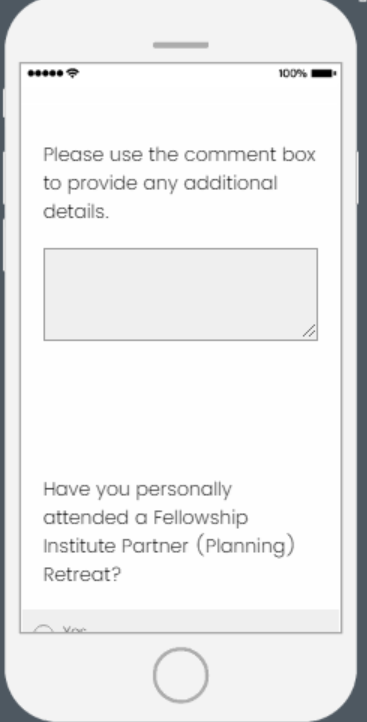 100%
Please use the comment box
to provide any additional
details.
Have you personally
attended a Fellowship
Institute Partner (Planning)
Retreat?
Yes